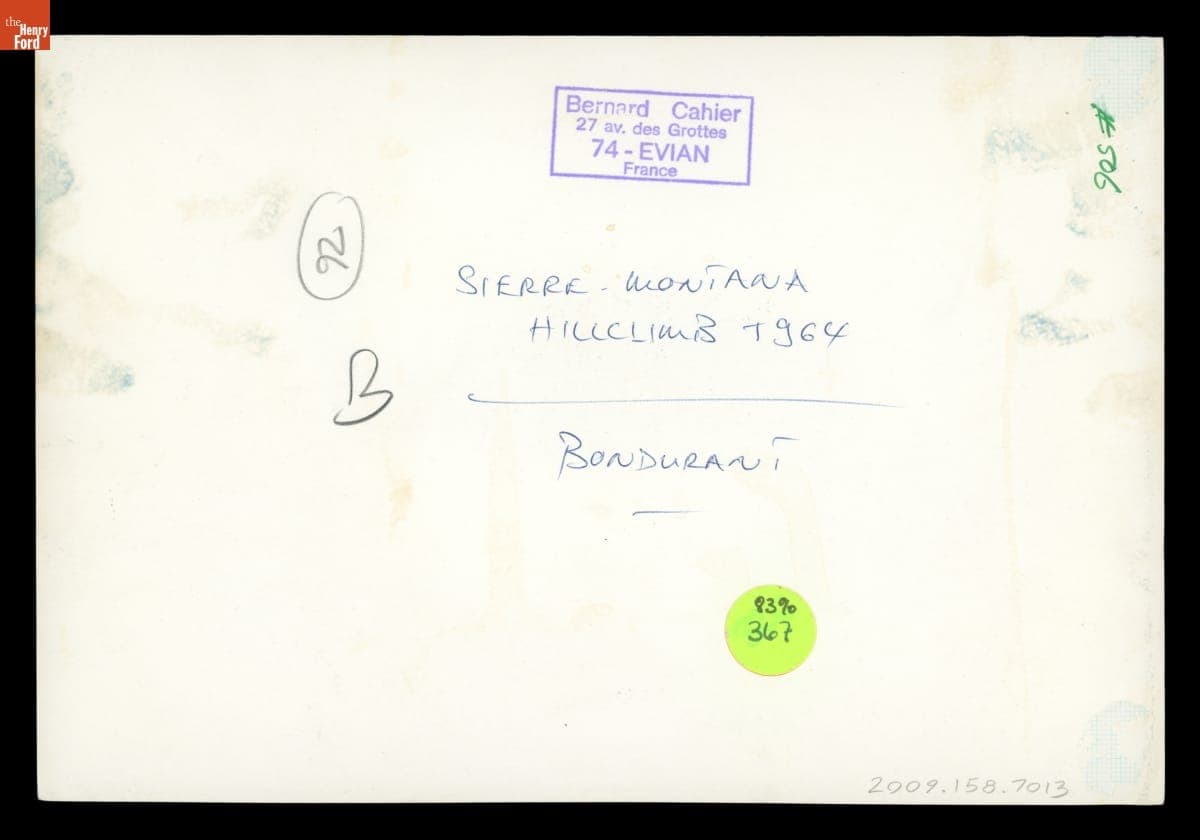 the
Henry
Ford
Bernard Cahier
27 av. des Grottes
74 - EVIAN
France
#506
92
SIERRE - MONTANA
HILLCLIMB 1964
B
BONDURANT
83%
367
2009.158.7013